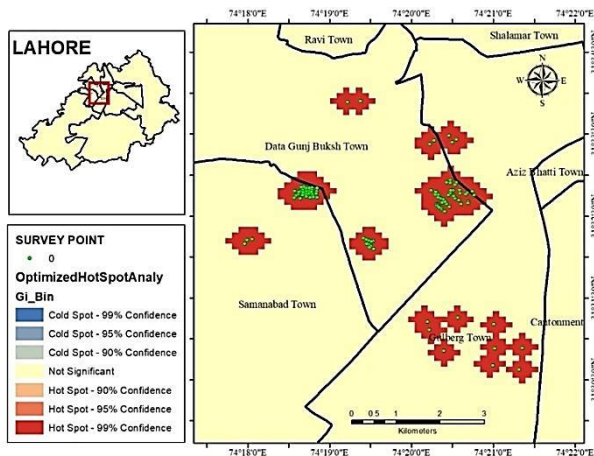 LAHORE
SURVEY POINT
0
OptimizedHotSpotAnaly
Gi_Bin
Cold Spot - 99% Confidence
Cold Spot - 95% Confidence
Cold Spot - 90% Confidence
Not Significant
Hot Spot - 90% Confidence
Hot Spot - 95% Confidence
Hot Spot - 99% Confidence
74°18'0"E 74°19'0"E 74°20'0"E 74°21'0"E 74°22'0"E
Ravi Town
Shalamar Town
N
W E
S
Data Gunj Buksh Town
Aziz Bhatti Town
Samanabad Town
Cantonment
Gulberg Town
0 0.5 1 2 3
Kilometers
74°18'0"E 74°19'0"E 74°20'0"E 74°21'0"E 74°22'0"E